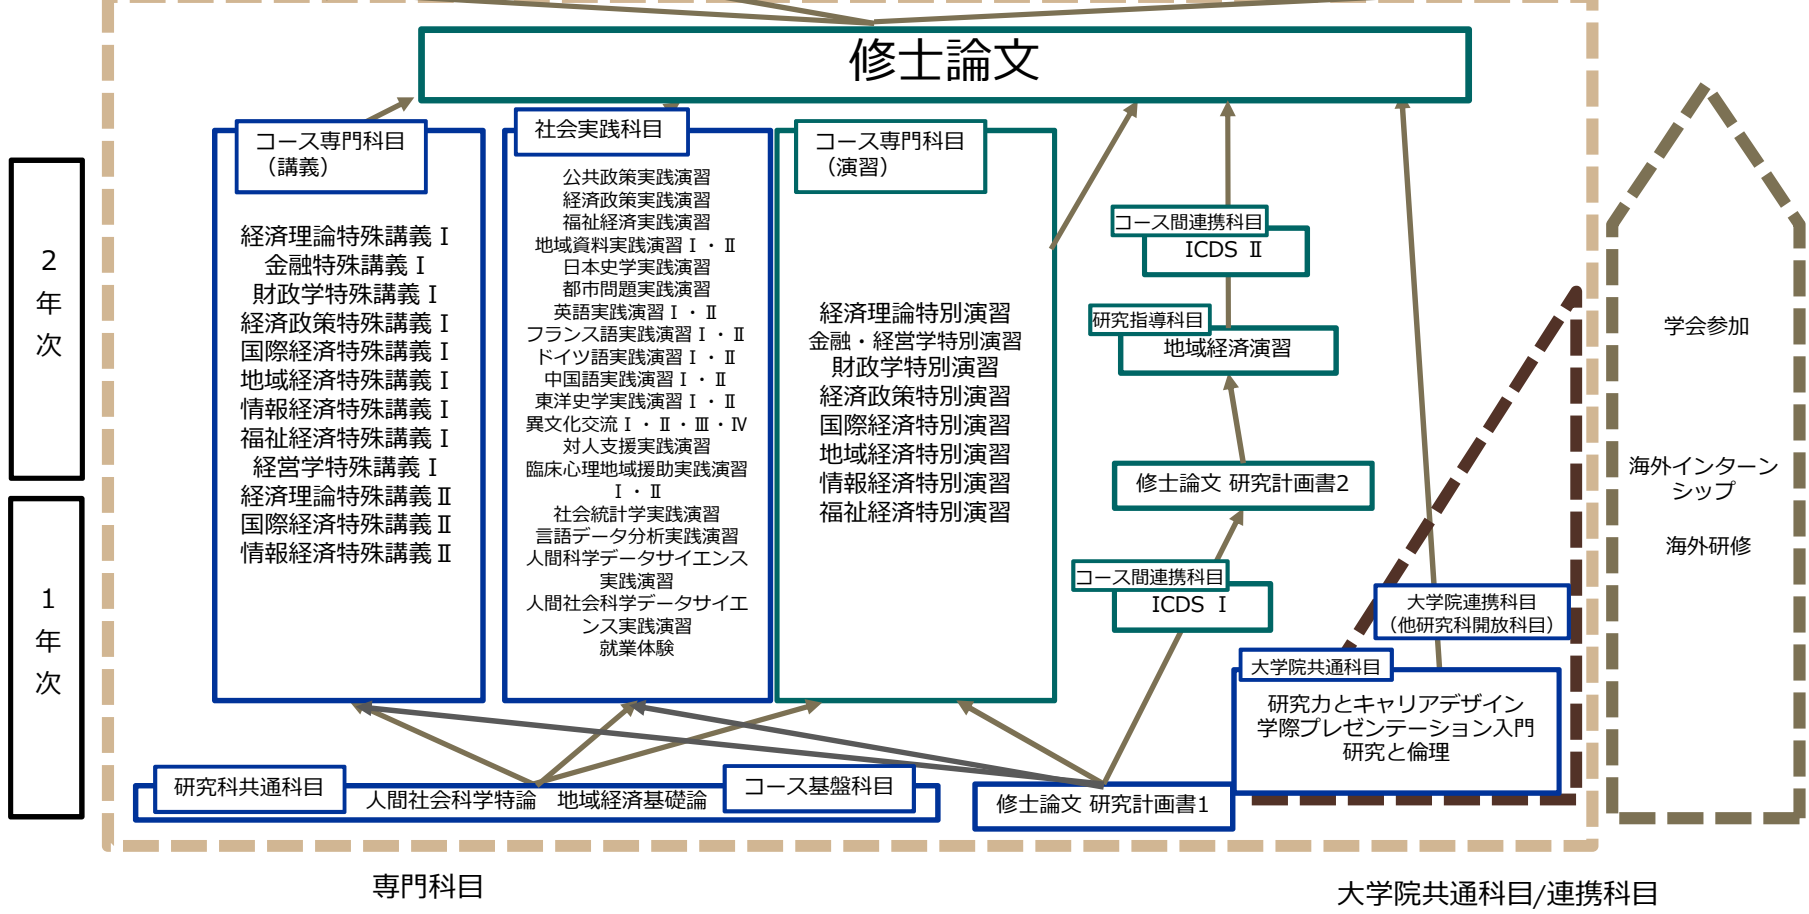 修士論文
2
年
次
1
年
次
コース専門科目
（講義）
経済理論特殊講義Ⅰ
金融特殊講義Ⅰ
財政学特殊講義Ⅰ
経済政策特殊講義Ⅰ
国際経済特殊講義Ⅰ
地域経済特殊講義Ⅰ
情報経済特殊講義Ⅰ
福祉経済特殊講義Ⅰ
経営学特殊講義Ⅰ
経済理論特殊講義Ⅱ
国際経済特殊講義Ⅱ
情報経済特殊講義Ⅱ
社会実践科目
公共政策実践演習
経済政策実践演習
福祉経済実践演習
地域資料実践演習Ⅰ・Ⅱ
日本史学実践演習
都市問題実践演習
英語実践演習Ⅰ・Ⅱ
フランス語実践演習Ⅰ・Ⅱ
ドイツ語実践演習Ⅰ・Ⅱ
中国語実践演習Ⅰ・Ⅱ
東洋史学実践演習Ⅰ・Ⅱ
異文化交流Ⅰ・Ⅱ・Ⅲ・Ⅳ
対人支援実践演習
臨床心理地域援助実践演習
Ⅰ・Ⅱ
社会統計学実践演習
言語データ分析実践演習
人間科学データサイエンス
実践演習
人間社会科学データサイエ
ンス実践演習
就業体験
コース専門科目
（演習）
経済理論特別演習
金融・経営学特別演習
財政学特別演習
経済政策特別演習
国際経済特別演習
地域経済特別演習
情報経済特別演習
福祉経済特別演習
コース間連携科目
ICDS Ⅱ
研究指導科目
地域経済演習
修士論文 研究計画書2
コース間連携科目
ICDS Ⅰ
大学院連携科目
（他研究科開放科目）
大学院共通科目
研究力とキャリアデザイン
学際プレゼンテーション入門
研究と倫理
研究科共通科目
人間社会科学特論　地域経済基礎論
コース基盤科目
修士論文 研究計画書1
学会参加
海外インターン
シップ
海外研修
専門科目
大学院共通科目/連携科目